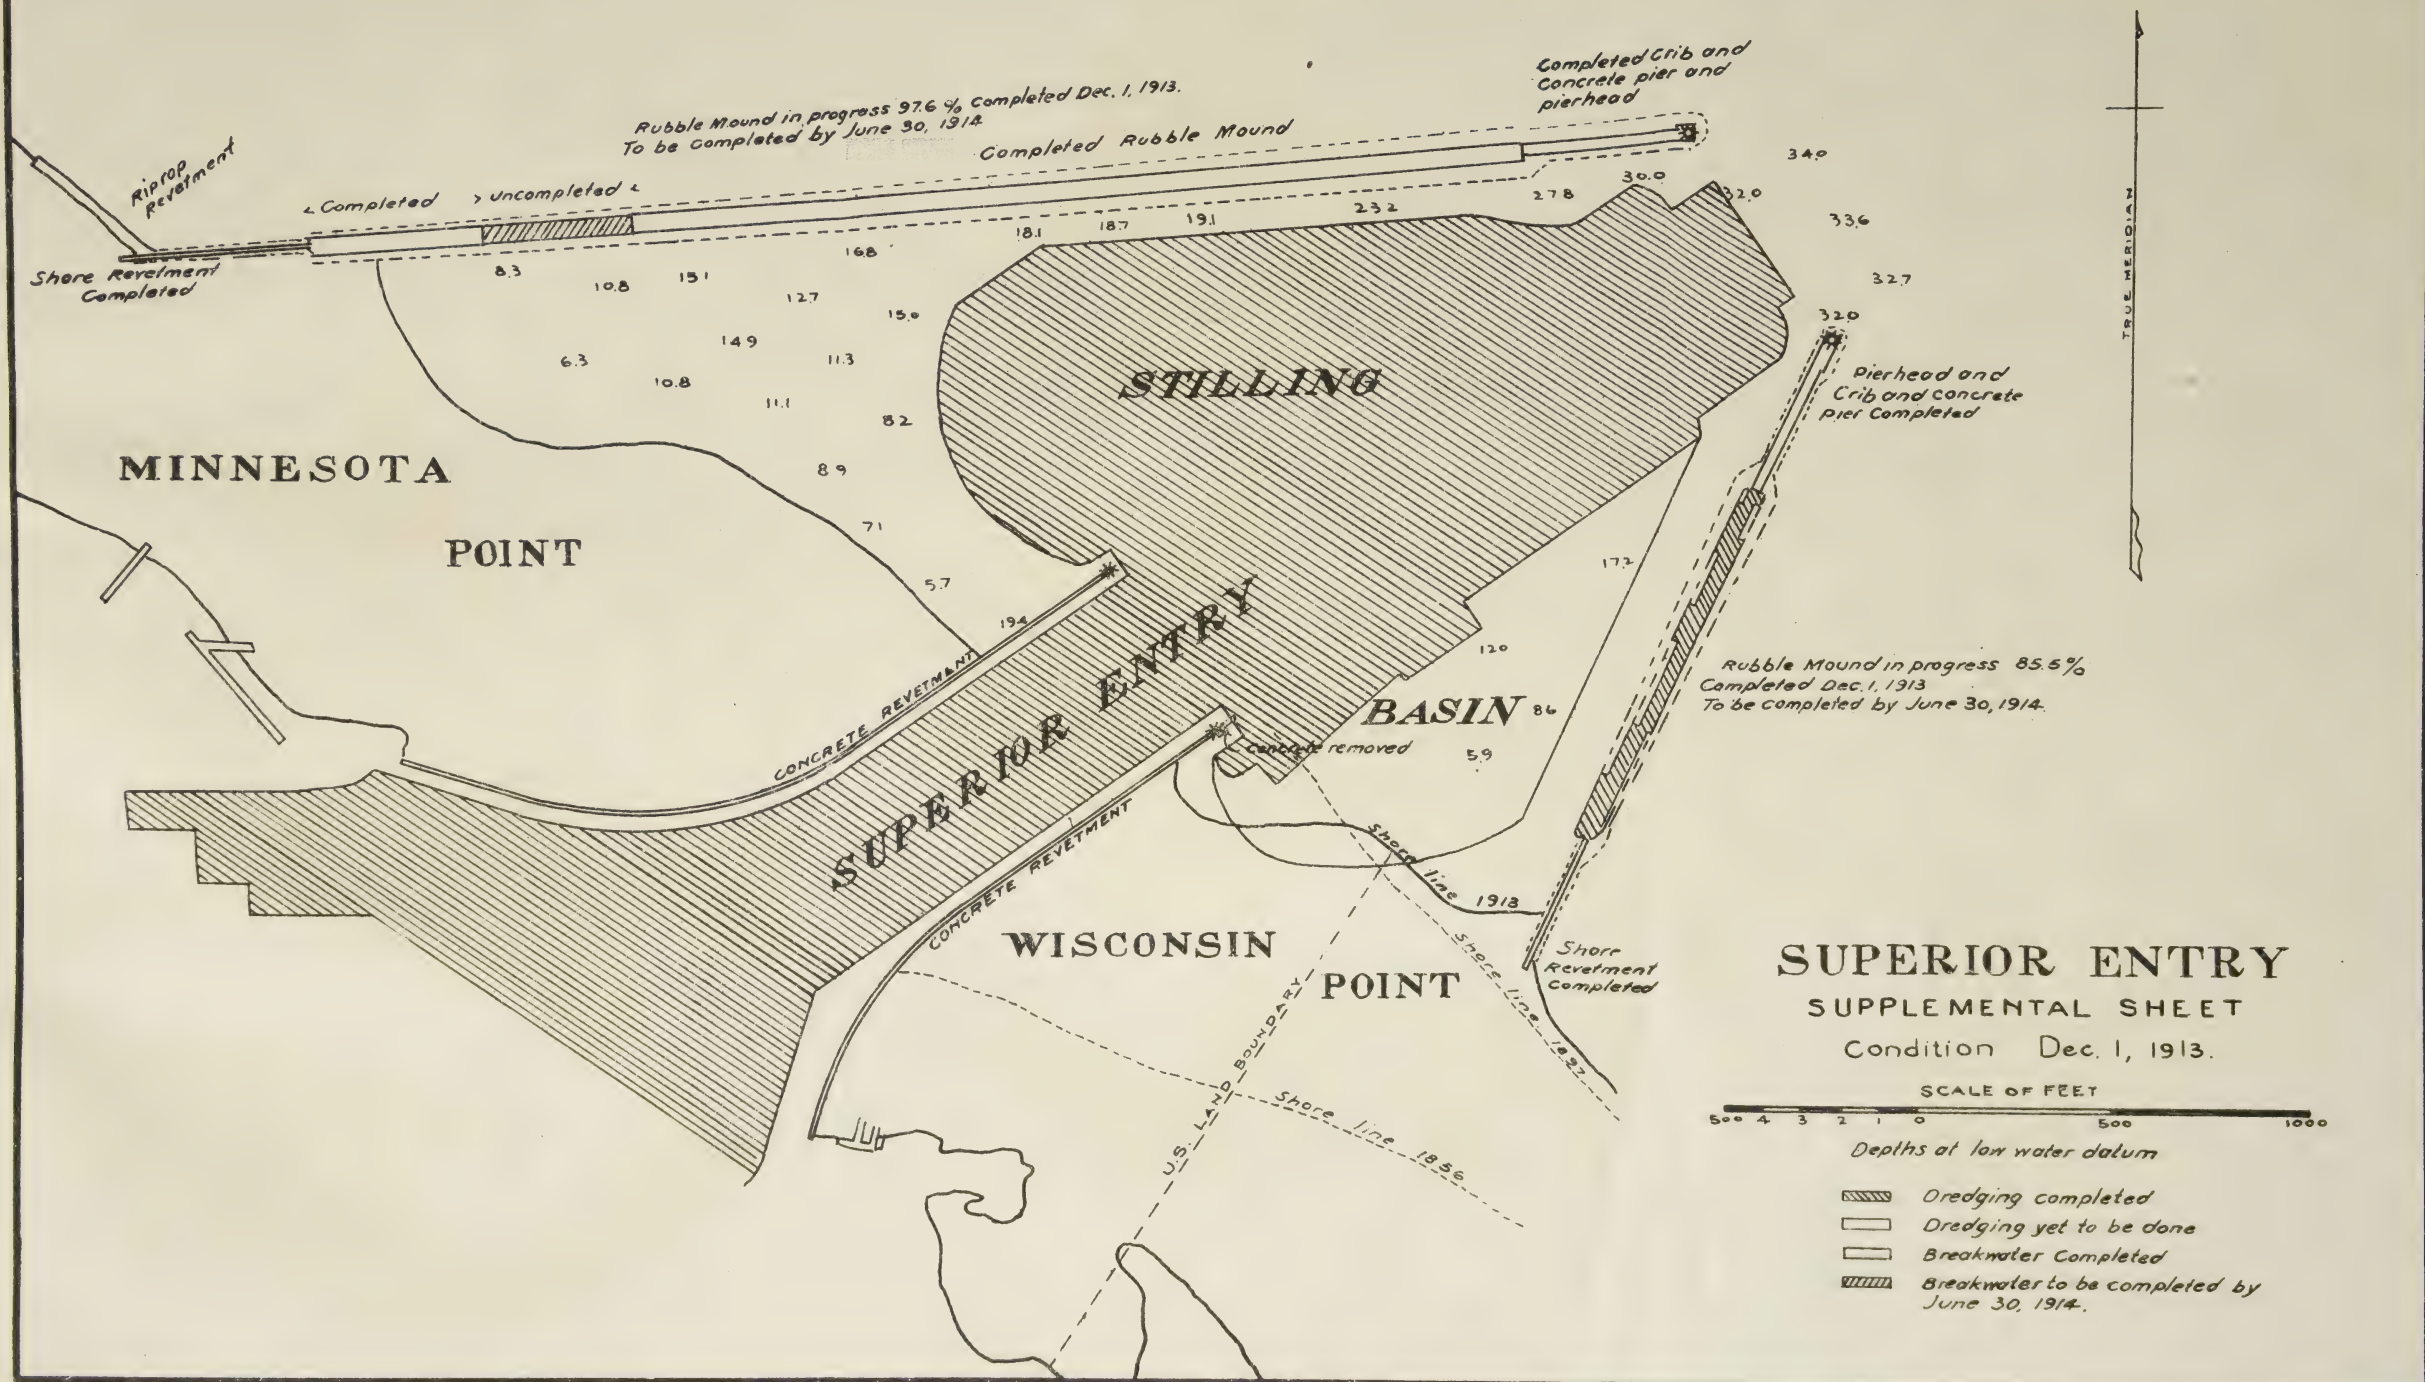 Rubble Mound in progress 97.6 % Completed Dec. 1, 1913.
To be completed by June 30, 1914
Completed Crib and
Concrete pier and
pierhead
Completed Rubble Mound
Riprop
Revetment
Completed
uncompleted
Shore Revetment
Completed
34.0
30.0
32.0
27.8
23.2
19.1
18.7
18.1
33.6
16.8
8.3
10.8
15.1
12.7
15.0
32.7
32.0
TRUE MERIDIAN
14.9
11.3
6.3
10.8
11.1
8.2
STILLING
Pierhead and
Crib and concrete
pier Completed
MINNESOTA
POINT
8.9
7.1
5.7
19.4
17.2
12.0
CONCRETE REVETMENT
SUPERIOR ENTRY
BASIN
8.6
5.9
Concrete removed
Rubble Mound in progress 85.5%
Completed Dec. 1, 1913
To be completed by June 30, 1914.
CONCRETE REVETMENT
Shore line 1913
WISCONSIN
POINT
Shore line 1827
Shore
Revetment
Completed
U.S. LAND BOUNDARY
Shore line 1856
SUPERIOR ENTRY
SUPPLEMENTAL SHEET
Condition Dec. 1, 1913.
SCALE OF FEET
500 4 3 2 1 0 500 1000
Depths at low water datum
Dredging completed
Dredging yet to be done
Breakwater Completed
Breakwater to be completed by
June 30, 1914.